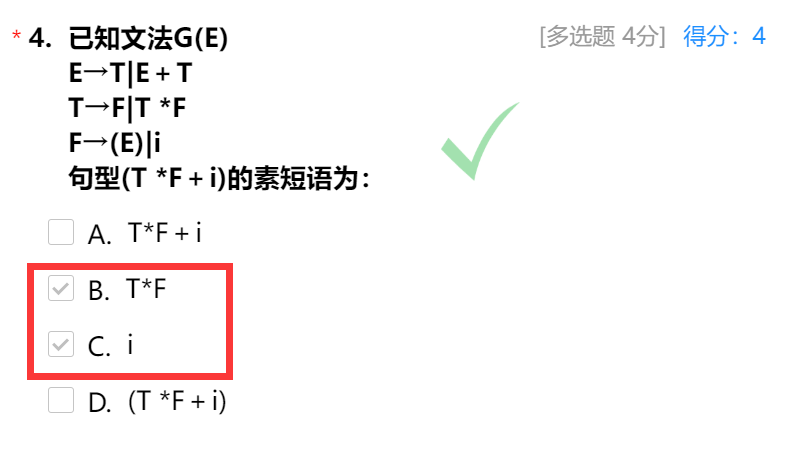 * 4. 已知文法G(E) [多选题 4分] 得分：4
E→T|E+T
T→F|T *F
F→(E)|i
句型(T *F+i)的素短语为：
A. T*F+i
B. T*F
C. i
D. (T *F+i)